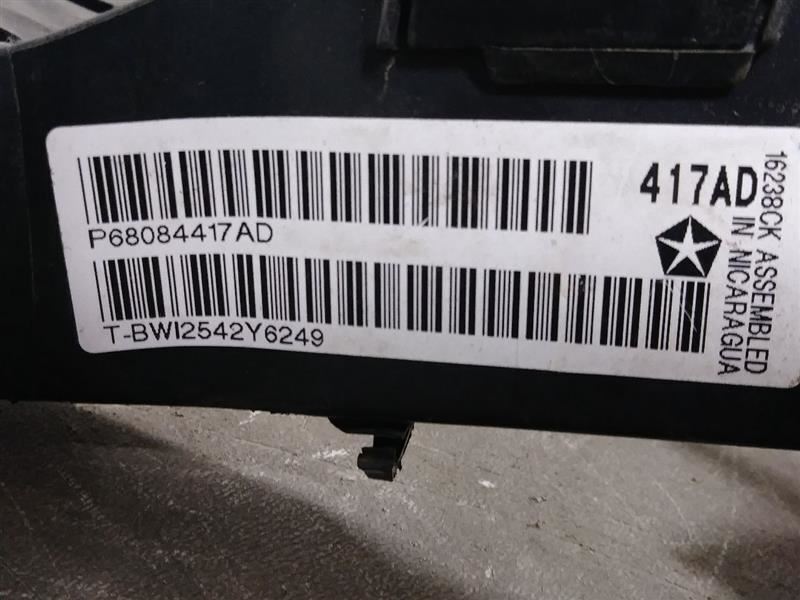 P68084417AD
T-BWI2542Y6249
417AD
16238CK ASSEMBLED
IN NICARAGUA